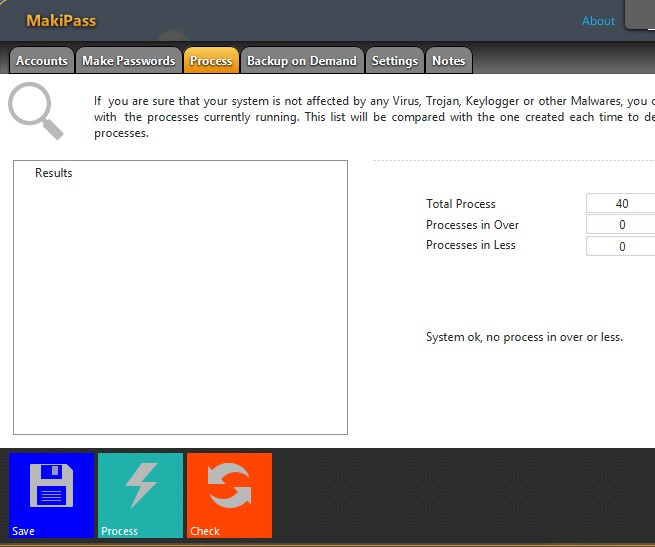 MakiPass
About
Accounts Make Passwords Process Backup on Demand Settings Notes
If you are sure that your system is not affected by any Virus, Trojan, Keylogger or other Malwares, you
with the processes currently running. This list will be compared with the one created each time to
processes.
Results
Total Process 40
Processes in Over 0
Processes in Less 0
System ok, no process in over or less.
Save Process Check